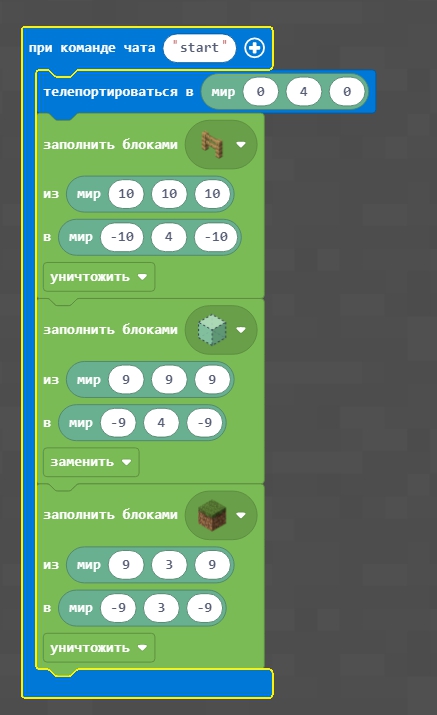 при команде чата "start"
телепортироваться в мир 0 4 0
заполнить блоками
из мир 10 10 10
в мир -10 4 -10
уничтожить
заполнить блоками
из мир 9 9 9
в мир -9 4 -9
заменить
заполнить блоками
из мир 9 3 9
в мир -9 3 -9
уничтожить